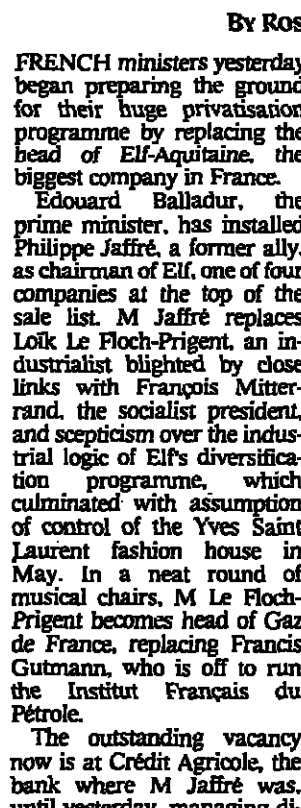 By Ros
FRENCH ministers yesterday
began preparing the ground
for their huge privatisation
programme by replacing the
head of Elf-Aquitaine, the
biggest company in France.
Edouard Balladur, the
prime minister, has installed
Philippe Jaffré, a former ally,
as chairman of Elf, one of four
companies at the top of the
sale list. M Jaffré replaces
Loïk Le Floch-Prigent, an in-
dustrialist blighted by close
links with François Mitter-
rand, the socialist president,
and scepticism over the indus-
trial logic of Elf's diversifica-
tion programme, which
culminated with assumption
of control of the Yves Saint
Laurent fashion house in
May. In a neat round of
musical chairs, M Le Floch-
Prigent becomes head of Gaz
de France, replacing Francis
Gutmann, who is off to run
the Institut Français du
Pétrole.
The outstanding vacancy
now is at Crédit Agricole, the
bank where M Jaffré was,
until yesterday, managing di-